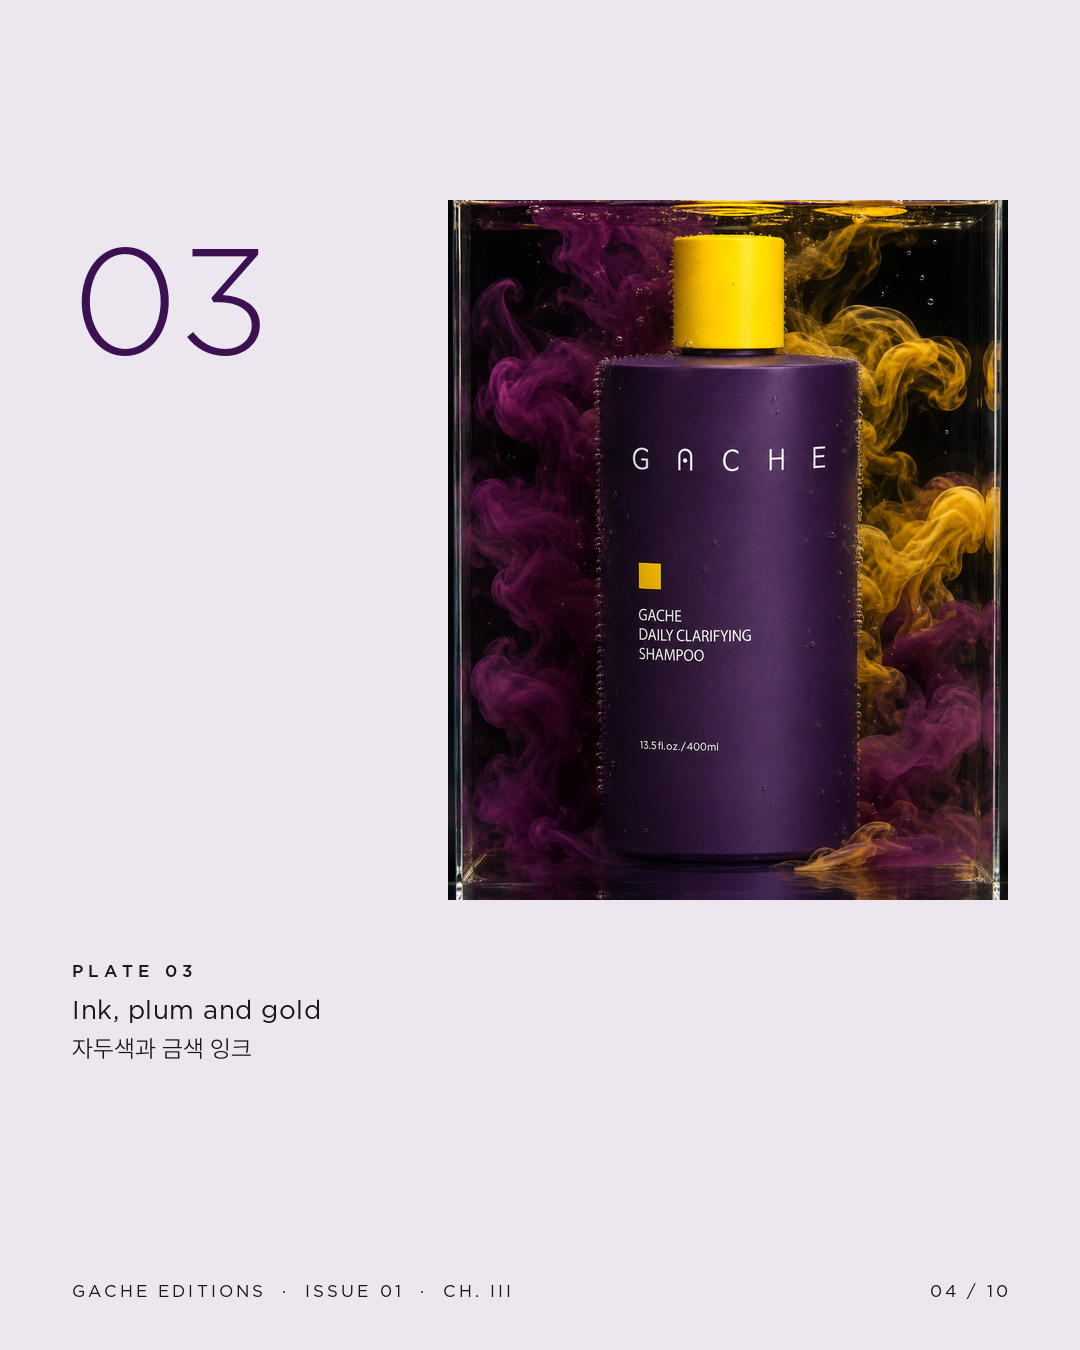 03
G A C H E
GACHE
DAILY CLARIFYING
SHAMPOO
13.5fl.oz./400ml
PLATE 03
Ink, plum and gold
자두색과 금색 잉크
GACHE EDITIONS · ISSUE 01 · CH. III
04 / 10